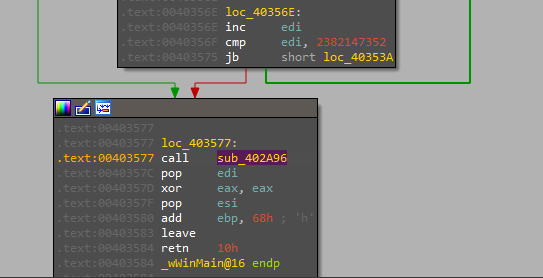 .text:0040356E
.text:0040356E loc_40356E:
.text:0040356E inc edi
.text:0040356F cmp edi, 2382147352
.text:00403575 jb short loc_40353A
.text:00403577
.text:00403577 loc_403577:
.text:00403577 call sub_402A96
.text:0040357C pop edi
.text:0040357D xor eax, eax
.text:0040357F pop esi
.text:00403580 add ebp, 68h ; 'h'
.text:00403583 leave
.text:00403584 retn 10h
.text:00403584 _wWinMain@16 endp